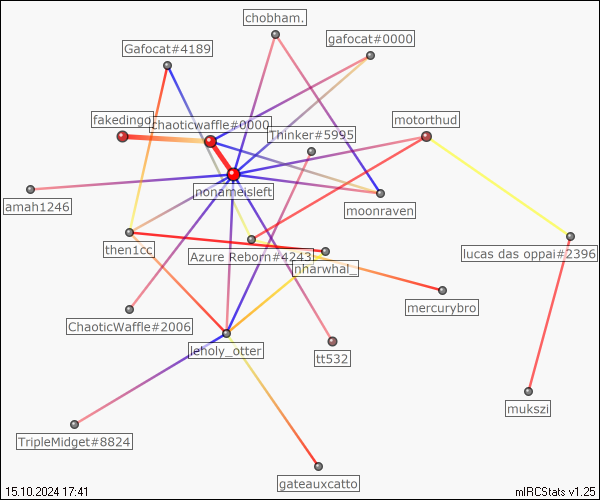 chobham.
gafocat#0000
Gafocat#4189
fakedingo
chaoticwaffle#0000
Thinker#5995
motorthud
nonameisleft
amah1246
moonraven
then1cc
Azure Reborn#4243
nharwhal_
lucas das oppai#2396
mercurybro
ChaoticWaffle#2006
leholy_otter
tt532
mukszi
TripleMidget#8824
gateauxcatto
15.10.2024 17:41
mIRCStats v1.25